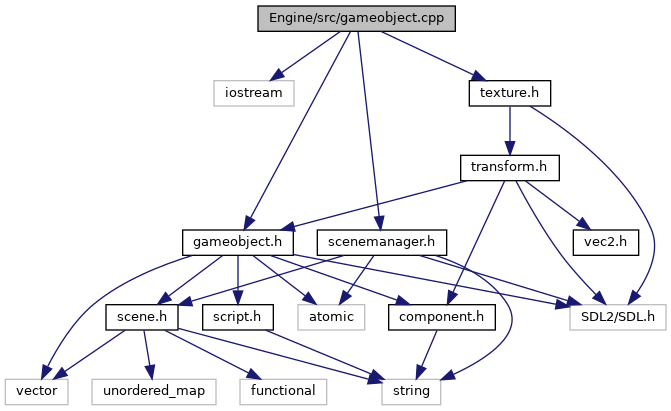 Engine/src/gameobject.cpp
iostream
texture.h
transform.h
gameobject.h
scenemanager.h
vec2.h
scene.h
script.h
atomic
component.h
SDL2/SDL.h
vector
unordered_map
functional
string